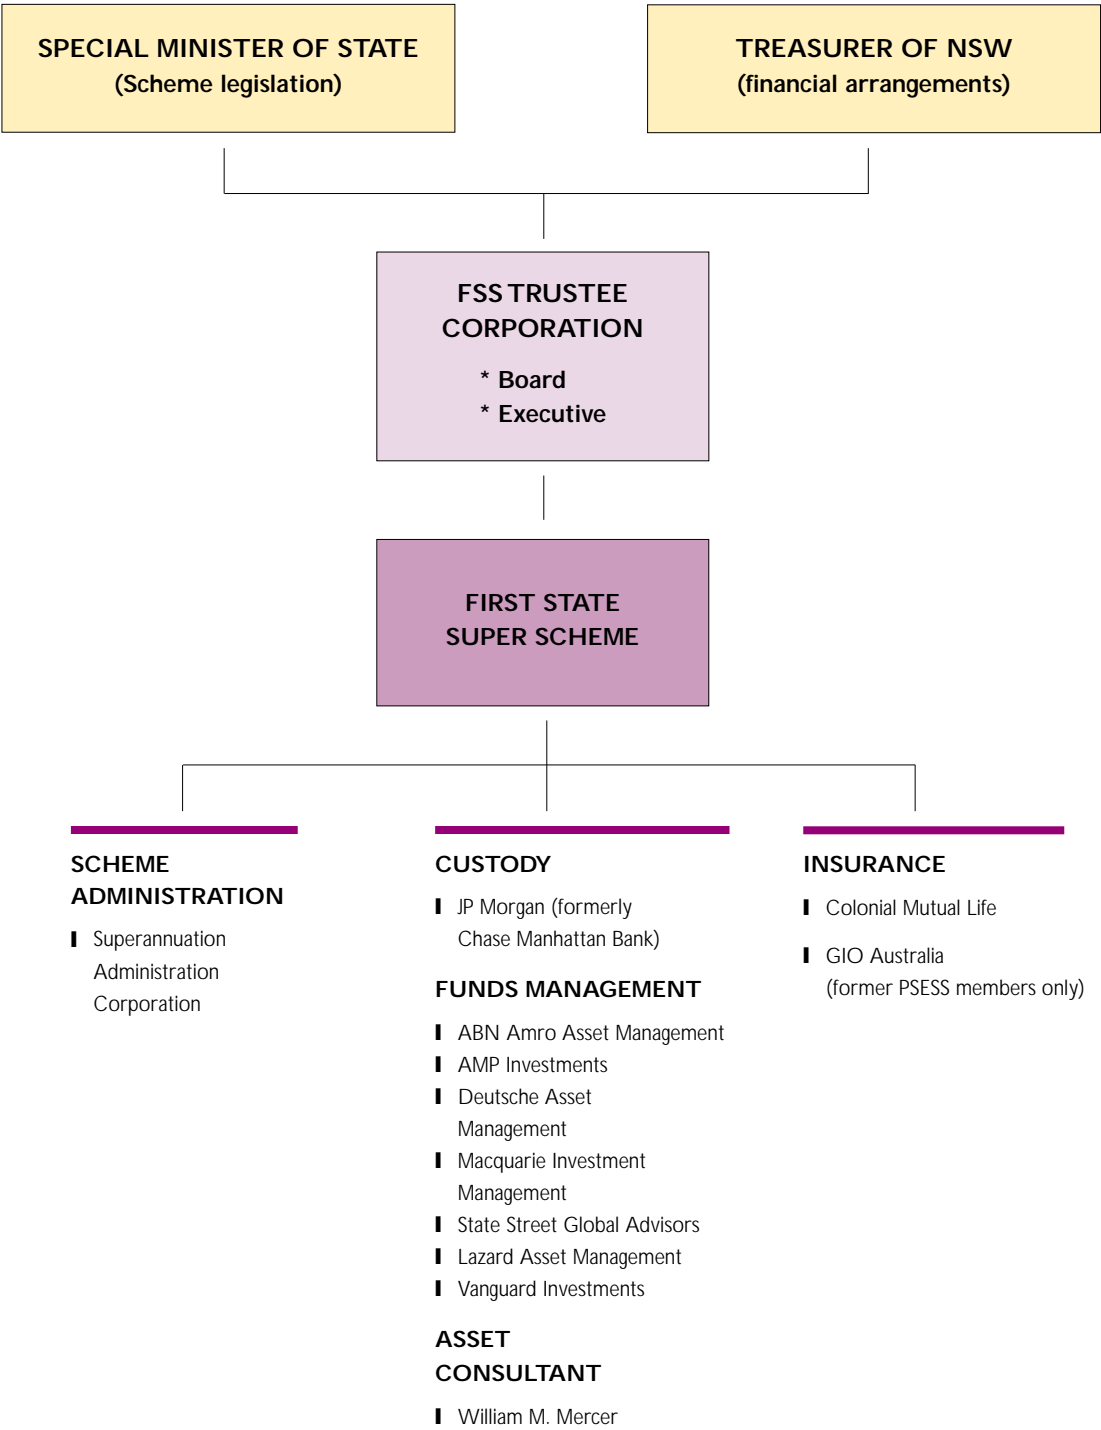 SPECIAL MINISTER OF STATE
(Scheme legislation)
TREASURER OF NSW
(financial arrangements)
FSS TRUSTEE
CORPORATION
* Board
* Executive
FIRST STATE
SUPER SCHEME
SCHEME
ADMINISTRATION
Superannuation
Administration
Corporation
CUSTODY
JP Morgan (formerly
Chase Manhattan Bank)
FUNDS MANAGEMENT
ABN Amro Asset Management
AMP Investments
Deutsche Asset
Management
Macquarie Investment
Management
State Street Global Advisors
Lazard Asset Management
Vanguard Investments
ASSET
CONSULTANT
William M. Mercer
INSURANCE
Colonial Mutual Life
GIO Australia
(former PSESS members only)